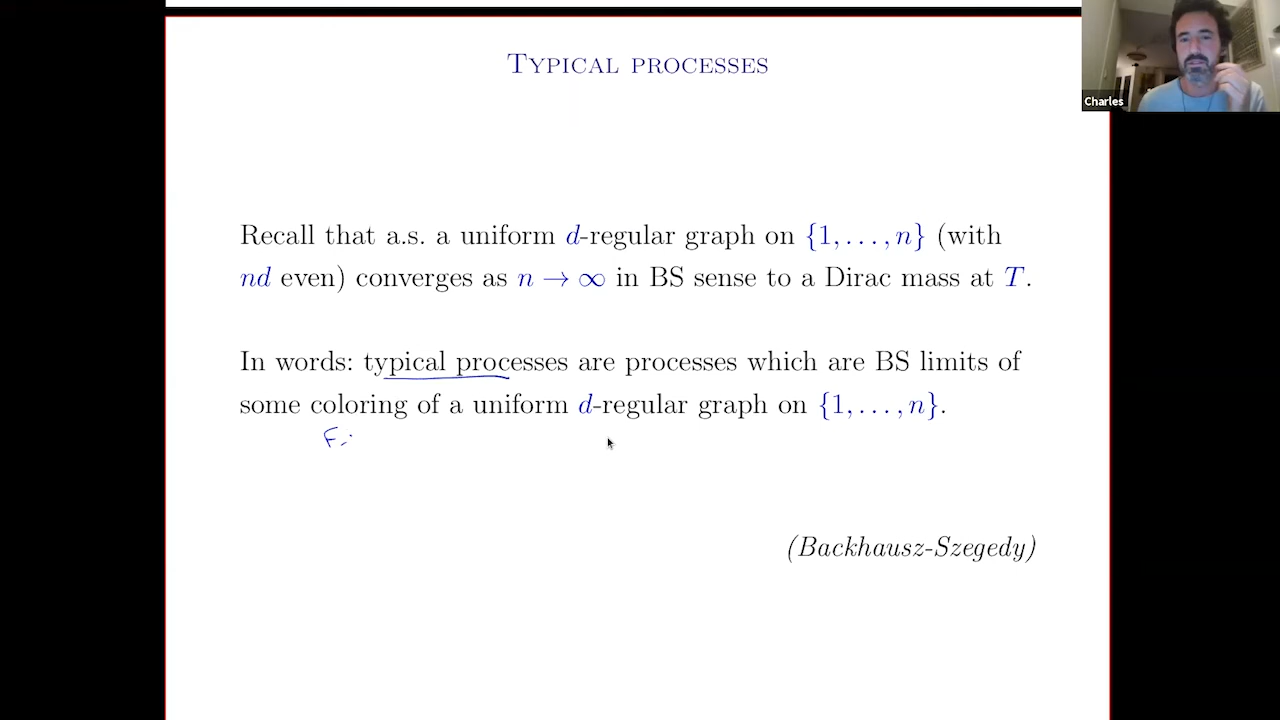 TYPICAL PROCESSES
Charles
Recall that a.s. a uniform d-regular graph on {1, . . . , n} (with
nd even) converges as n → ∞ in BS sense to a Dirac mass at T.
In words: typical processes are processes which are BS limits of
some coloring of a uniform d-regular graph on {1, . . . , n}.
(Backhausz-Szegedy)